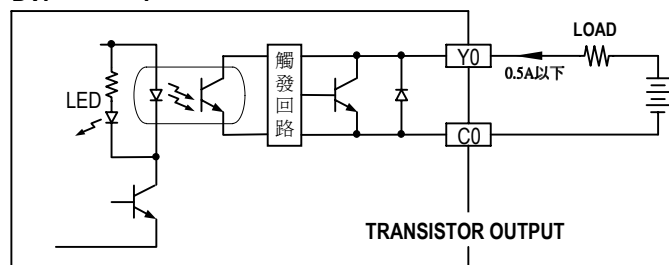 LOAD
Y0
0.5A以下
LED
觸發回路
C0
TRANSISTOR OUTPUT